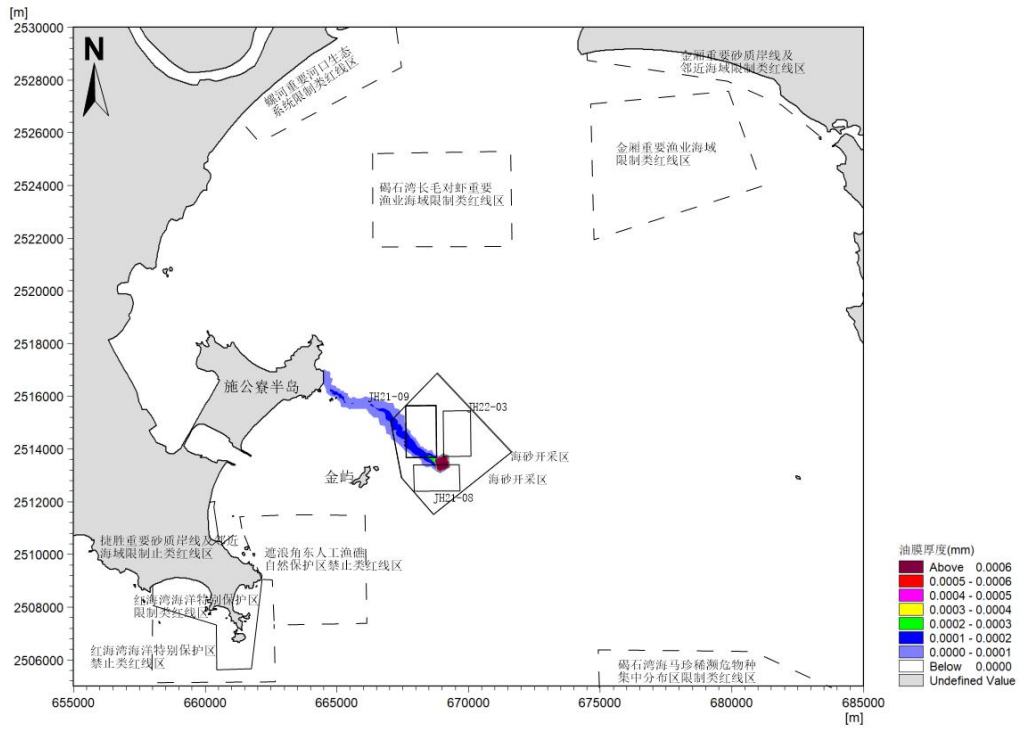 [m]
2530000
2528000
2526000
2524000
2522000
2520000
2518000
2516000
2514000
2512000
2510000
2508000
2506000
N
螺河重要河口生态
系统限制类红线区
金厢重要砂质岸线及
邻近海域限制类红线区
金厢重要渔业海域
限制类红线区
碣石湾长毛对虾重要
渔业海域限制类红线区
施公寮半岛
JH21-09
JH22-03
海砂开采区
海砂开采区
JH21-08
金屿
捷胜重要砂质岸线及邻近
海域限制止类红线区
遮浪角东人工渔礁
自然保护区禁止类红线区
红海湾海洋特别保护区
限制类红线区
红海湾海洋特别保护区
禁止类红线区
碣石湾海马珍稀濒危物种
集中分布区限制类红线区
655000 660000 665000 670000 675000 680000 685000
[m]
油膜厚度(mm)
Above 0.0006
0.0005 - 0.0006
0.0004 - 0.0005
0.0003 - 0.0004
0.0002 - 0.0003
0.0001 - 0.0002
0.0000 - 0.0001
Below 0.0000
Undefined Value